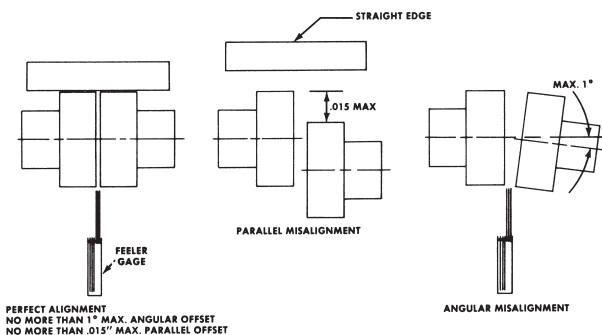 STRAIGHT EDGE
MAX. 1°
.015 MAX
PARALLEL MISALIGNMENT
FEELER
GAGE
ANGULAR MISALIGNMENT
PERFECT ALIGNMENT
NO MORE THAN 1° MAX. ANGULAR OFFSET
NO MORE THAN .015" MAX. PARALLEL OFFSET